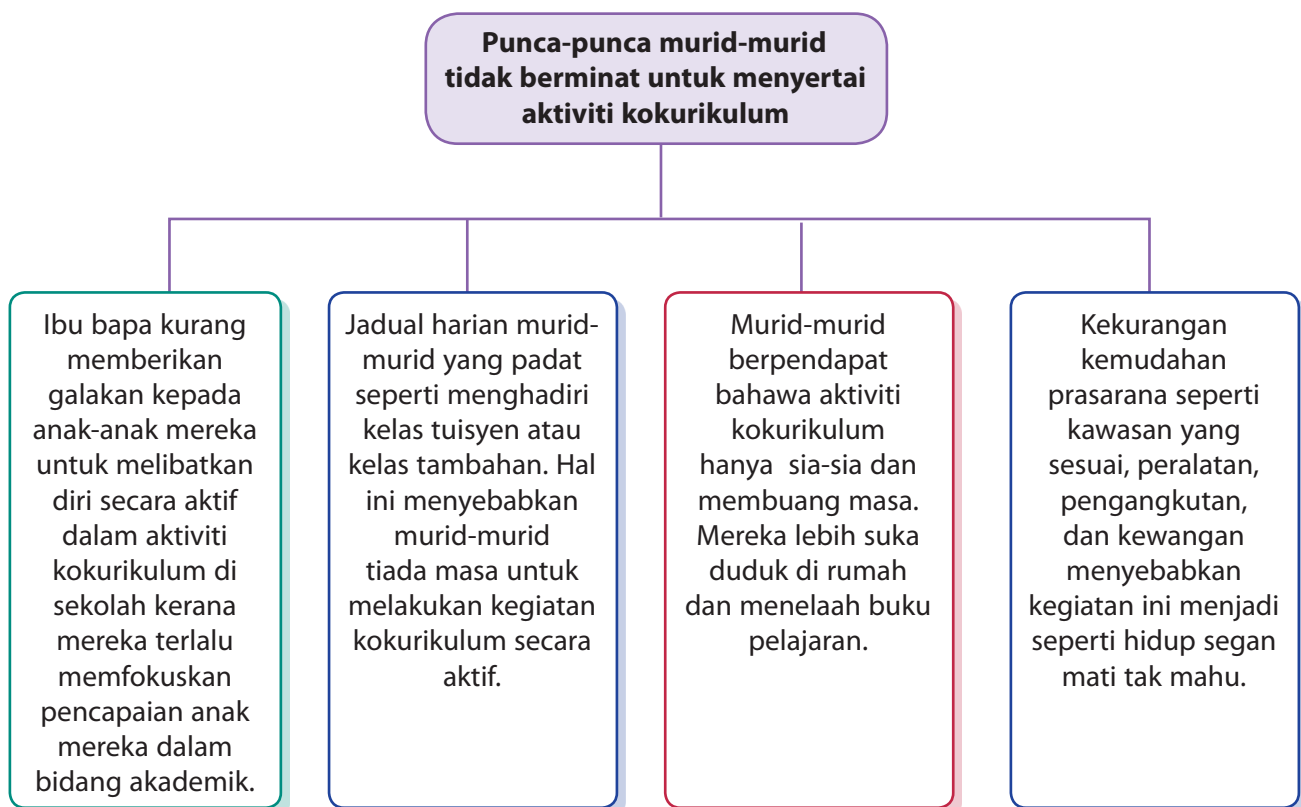 Punca-punca murid-murid
tidak berminat untuk menyertai
aktiviti kokurikulum
Ibu bapa kurang
memberikan
galakan kepada
anak-anak mereka
untuk melibatkan
diri secara aktif
dalam aktiviti
kokurikulum di
sekolah kerana
mereka terlalu
memfokuskan
pencapaian anak
mereka dalam
bidang akademik.
Jadual harian murid-
murid yang padat
seperti menghadiri
kelas tuisyen atau
kelas tambahan. Hal
ini menyebabkan
murid-murid
tiada masa untuk
melakukan kegiatan
kokurikulum secara
aktif.
Murid-murid
berpendapat
bahawa aktiviti
kokurikulum
hanya sia-sia dan
membuang masa.
Mereka lebih suka
duduk di rumah
dan menelaah buku
pelajaran.
Kekurangan
kemudahan
prasarana seperti
kawasan yang
sesuai, peralatan,
pengangkutan,
dan kewangan
menyebabkan
kegiatan ini menjadi
seperti hidup segan
mati tak mahu.